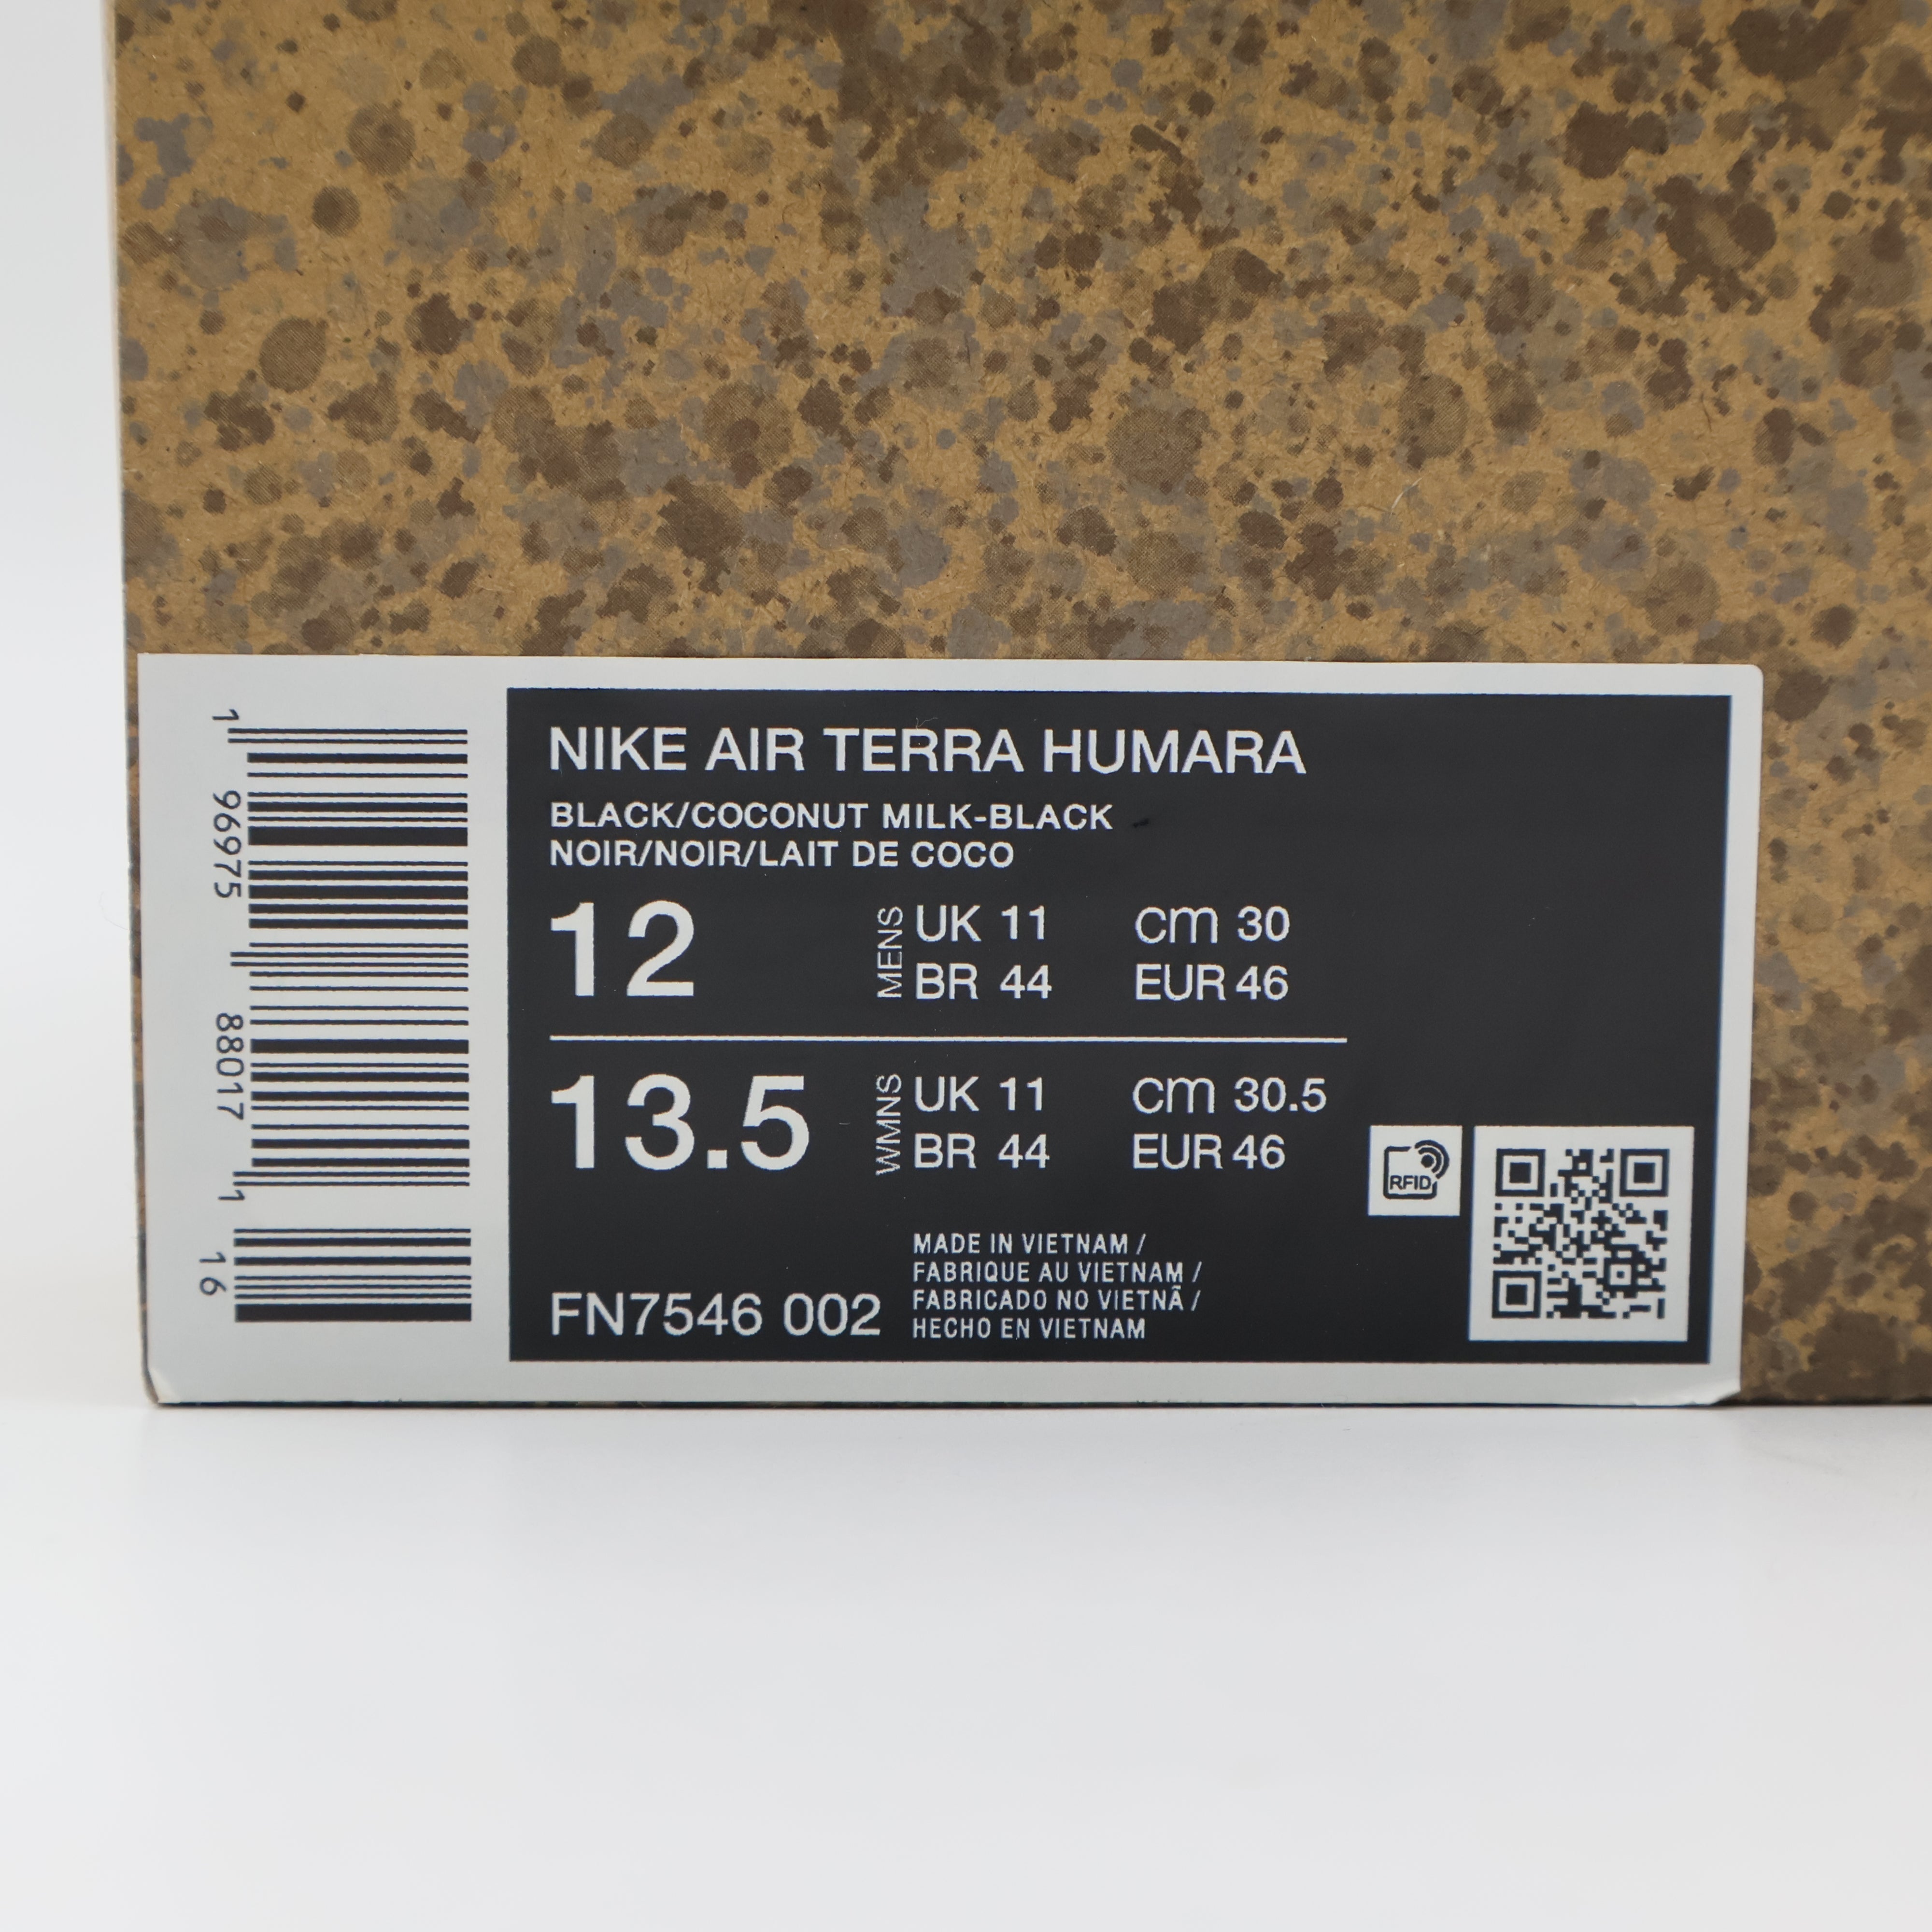 1 96975 88017 1 16
NIKE AIR TERRA HUMARA
BLACK/COCONUT MILK-BLACK
NOIR/NOIR/LAIT DE COCO
12 MENS UK 11 cm 30
BR 44 EUR 46
13.5 WMNS UK 11 cm 30.5
BR 44 EUR 46
RFID
MADE IN VIETNAM /
FABRIQUE AU VIETNAM /
FABRICADO NO VIETNÃ /
HECHO EN VIETNAM
FN7546 002